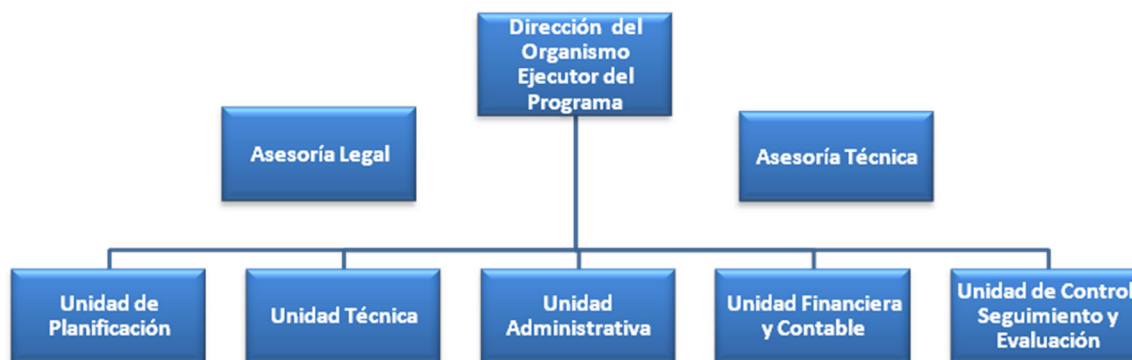 Dirección del
Organismo
Ejecutor del
Programa
Asesoría Legal
Asesoría Técnica
Unidad de
Planificación
Unidad Técnica
Unidad
Administrativa
Unidad Financiera
y Contable
Unidad de Control
Seguimiento y
Evaluación